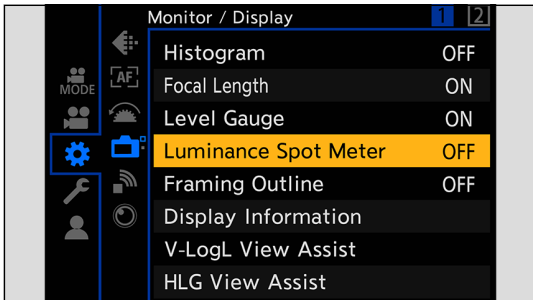 Monitor / Display 1 2
Histogram OFF
AF
Focal Length ON
MODE
Level Gauge ON
Luminance Spot Meter OFF
Framing Outline OFF
Display Information
V-LogL View Assist
HLG View Assist